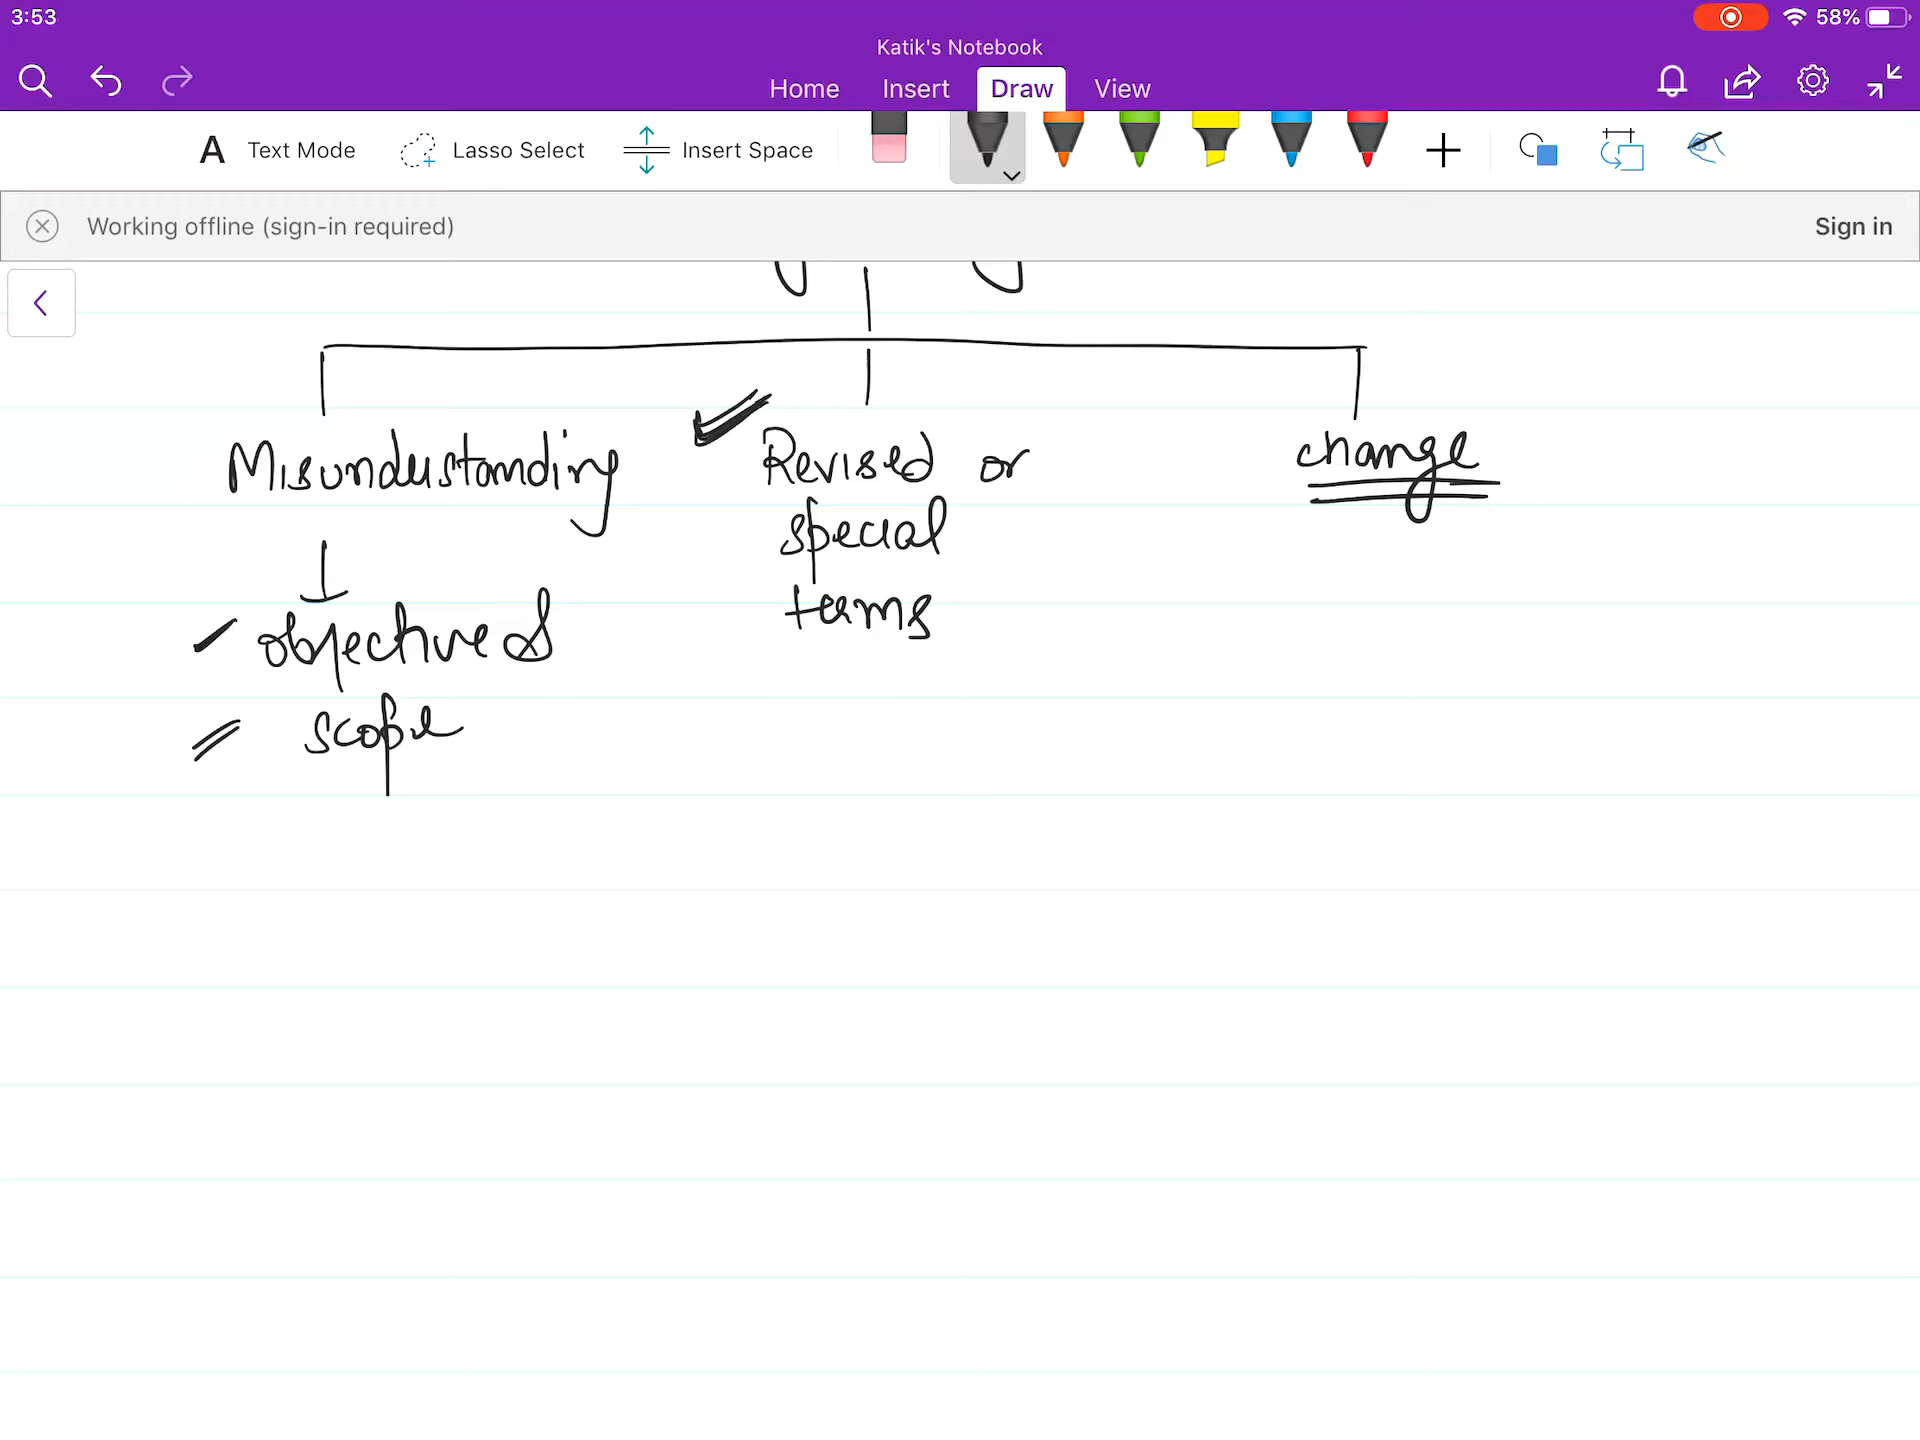 3:53
58%
Katik's Notebook
Home Insert Draw View
A Text Mode Lasso Select Insert Space
Working offline (sign-in required) Sign in
Misunderstanding Revised or change
special
terms
objective &
scope